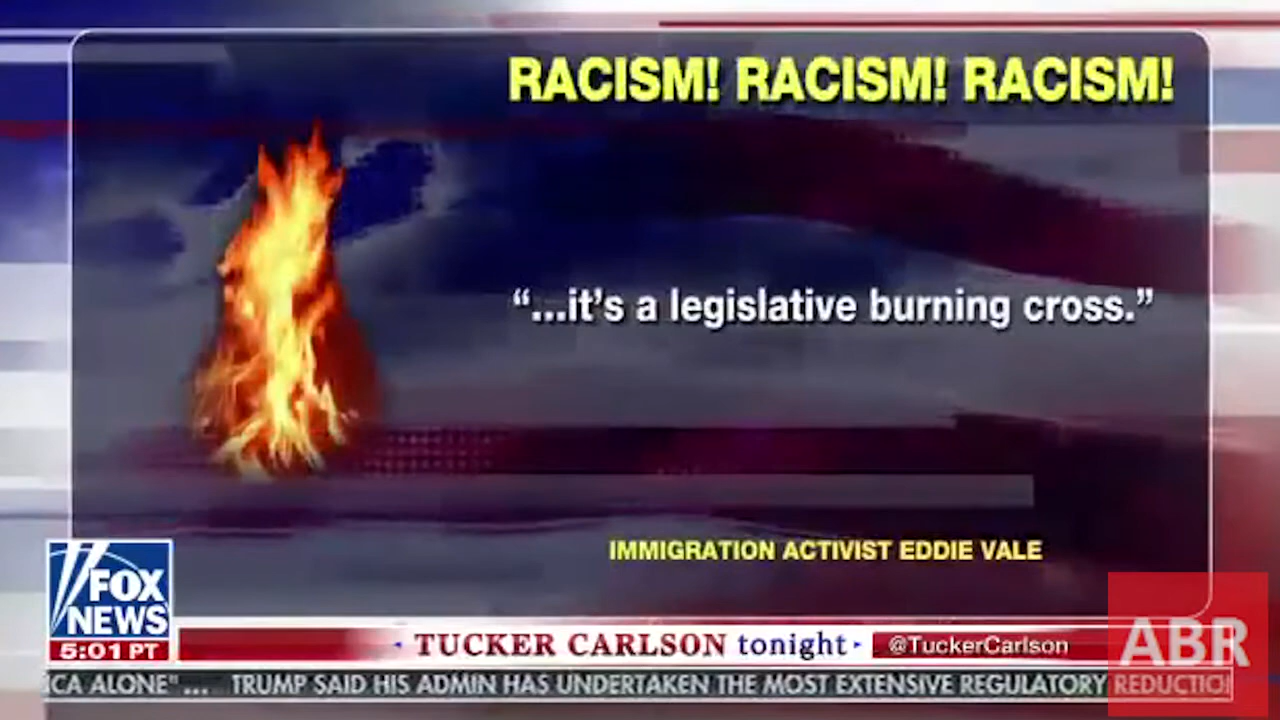 RACISM! RACISM! RACISM!
“...it’s a legislative burning cross.”
IMMIGRATION ACTIVIST EDDIE VALE
FOX
NEWS
5:01 PT
TUCKER CARLSON tonight
@TuckerCarlson
ABR
CA ALONE" ... TRUMP SAID HIS ADMIN HAS UNDERTAKEN THE MOST EXTENSIVE REGULATORY REDUCTIO